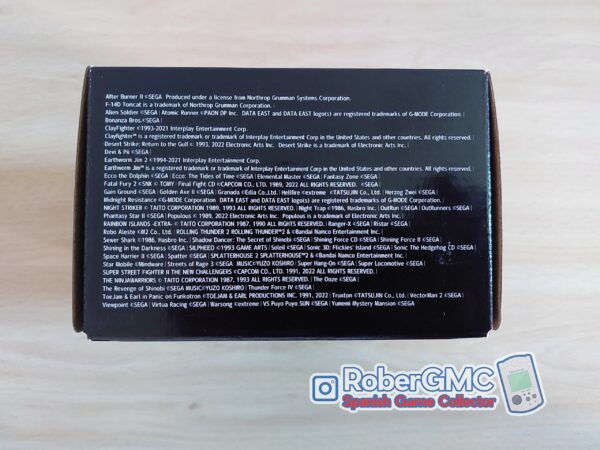 After Burner II ©SEGA Produced under a license from Northrop Grumman Systems Corporation.
F-14D Tomcat is a trademark of Northrop Grumman Corporation. |
Alien Soldier ©SEGA | Atomic Runner ©PAON DP Inc. DATA EAST and DATA EAST logo(s) are registered trademarks of G-MODE Corporation. |
Bonanza Bros.©SEGA |
ClayFighter ©1993-2021 Interplay Entertainment Corp.
Clayfighter™ is a registered trademark or trademark of Interplay Entertainment Corp in the United States and other countries. All rights reserved. |
Desert Strike: Return to the Gulf © 1993, 2022 Electronic Arts Inc. Desert Strike is a trademark of Electronic Arts Inc. |
Devi & Pii ©SEGA |
Earthworm Jim 2 ©1994-2021 Interplay Entertainment Corp.
Earthworm Jim™ is a registered trademark or trademark of Interplay Entertainment Corp in the United States and other countries. All rights reserved. |
Ecco the Dolphin ©SEGA | Ecco: The Tides of Time ©SEGA | Elemental Master ©SEGA | Fantasy Zone ©SEGA |
Fatal Fury 2 ©SNK © TOMY | Final Fight CD ©CAPCOM CO., LTD. 1989, 2022 ALL RIGHTS RESERVED. ©SEGA |
Gain Ground ©SEGA | Golden Axe II ©SEGA | Granada ©Edia Co.,Ltd. | Hellfire ©extreme ©TATSUJIN Co., Ltd. | Herzog Zwei ©SEGA |
Midnight Resistance ©G-MODE Corporation DATA EAST and DATA EAST logo(s) are registered trademarks of G-MODE Corporation. |
NIGHT STRIKER © TAITO CORPORATION 1989, 1993 ALL RIGHTS RESERVED. | Night Trap ©1986, Hasbro Inc. | OutRun ©SEGA | OutRunners ©SEGA |
Phantasy Star II ©SEGA | Populous © 1989, 2022 Electronic Arts Inc. Populous is a trademark of Electronic Arts Inc. |
RAINBOW ISLANDS -EXTRA- © TAITO CORPORATION 1987, 1990 ALL RIGHTS RESERVED. | Ranger-X ©SEGA | Ristar ©SEGA |
Robo Aleste ©M2 Co., Ltd. | ROLLING THUNDER 2 ROLLING THUNDER™2 & ©Bandai Namco Entertainment Inc. |
Sewer Shark ©1986, Hasbro Inc. | Shadow Dancer: The Secret of Shinobi ©SEGA | Shining Force CD ©SEGA | Shining Force II ©SEGA |
Shining in the Darkness ©SEGA | SILPHEED ©1993 GAME ARTS | Soleil ©SEGA | Sonic 3D: Flickies' Island ©SEGA | Sonic The Hedgehog CD ©SEGA |
Space Harrier II ©SEGA | Spatter ©SEGA | SPLATTERHOUSE 2 SPLATTERHOUSE™2 & ©Bandai Namco Entertainment Inc. |
Star Mobile ©Mindware | Streets of Rage 3 ©SEGA MUSIC©YUZO KOSHIRO | Super Hang-On ©SEGA | Super Locomotive ©SEGA |
SUPER STREET FIGHTER II THE NEW CHALLENGERS ©CAPCOM CO., LTD. 1991, 2022 ALL RIGHTS RESERVED. |
THE NINJAWARRIORS © TAITO CORPORATION 1987, 1993 ALL RIGHTS RESERVED. | The Ooze ©SEGA |
The Revenge of Shinobi ©SEGA MUSIC©YUZO KOSHIRO | Thunder Force IV ©SEGA |
ToeJam & Earl in Panic on Funkotron ©TOEJAM & EARL PRODUCTIONS INC. 1991, 2022 | Truxton ©TATSUJIN Co., Ltd. | VectorMan 2 ©SEGA |
Viewpoint ©SEGA | Virtua Racing ©SEGA | Warsong ©extreme | VS Puyo Puyo SUN ©SEGA | Yumemi Mystery Mansion ©SEGA
RoberGMC
Spanish Game Collector